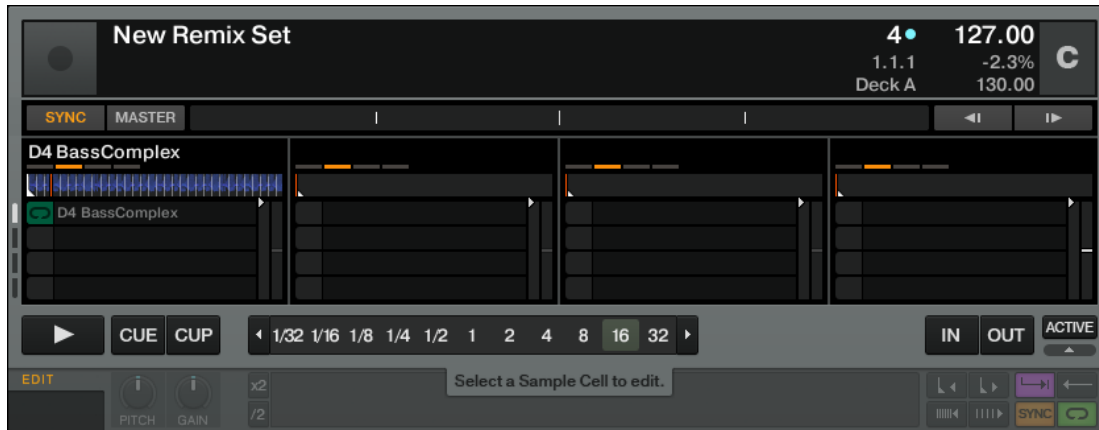 New Remix Set
4 127.00
1.1.1 -2.3%
Deck A 130.00
C
SYNC MASTER
D4 BassComplex
D4 BassComplex
CUE CUP 1/32 1/16 1/8 1/4 1/2 1 2 4 8 16 32 IN OUT ACTIVE
EDIT
Select a Sample Cell to edit.
x2
/2
PITCH GAIN
SYNC